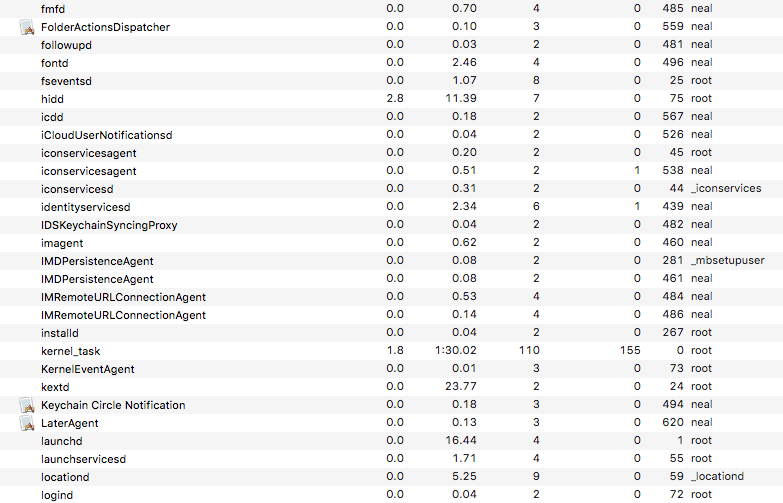 fmfd 0.0 0.70 4 0 485 neal
FolderActionsDispatcher 0.0 0.10 3 0 559 neal
followupd 0.0 0.03 2 0 481 neal
fontd 0.0 2.46 4 0 496 neal
fseventsd 0.0 1.07 8 0 25 root
hidd 2.8 11.39 7 0 75 root
icdd 0.0 0.18 2 0 567 neal
iCloudUserNotificationsd 0.0 0.04 2 0 526 neal
iconservicesagent 0.0 0.20 2 0 45 root
iconservicesagent 0.0 0.51 2 1 538 neal
iconservicesd 0.0 0.31 2 0 44 _iconservices
identityservicesd 0.0 2.34 6 1 439 neal
IDSKeychainSyncingProxy 0.0 0.04 2 0 482 neal
imagent 0.0 0.62 2 0 460 neal
IMDPersistenceAgent 0.0 0.08 2 0 281 _mbsetupuser
IMDPersistenceAgent 0.0 0.08 2 0 461 neal
IMRemoteURLConnectionAgent 0.0 0.53 4 0 484 neal
IMRemoteURLConnectionAgent 0.0 0.14 4 0 486 neal
installd 0.0 0.04 2 0 267 root
kernel_task 1.8 1:30.02 110 155 0 root
KernelEventAgent 0.0 0.01 3 0 73 root
kextd 0.0 23.77 2 0 24 root
Keychain Circle Notification 0.0 0.18 3 0 494 neal
LaterAgent 0.0 0.13 3 0 620 neal
launchd 0.0 16.44 4 0 1 root
launchservicesd 0.0 1.71 4 0 55 root
locationd 0.0 5.25 9 0 59 _locationd
logind 0.0 0.04 2 0 72 root